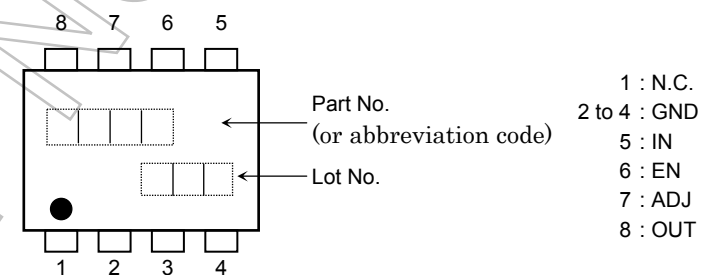 8 7 6 5
Part No.
(or abbreviation code)
Lot No.
1 2 3 4
1 : N.C.
2 to 4 : GND
5 : IN
6 : EN
7 : ADJ
8 : OUT